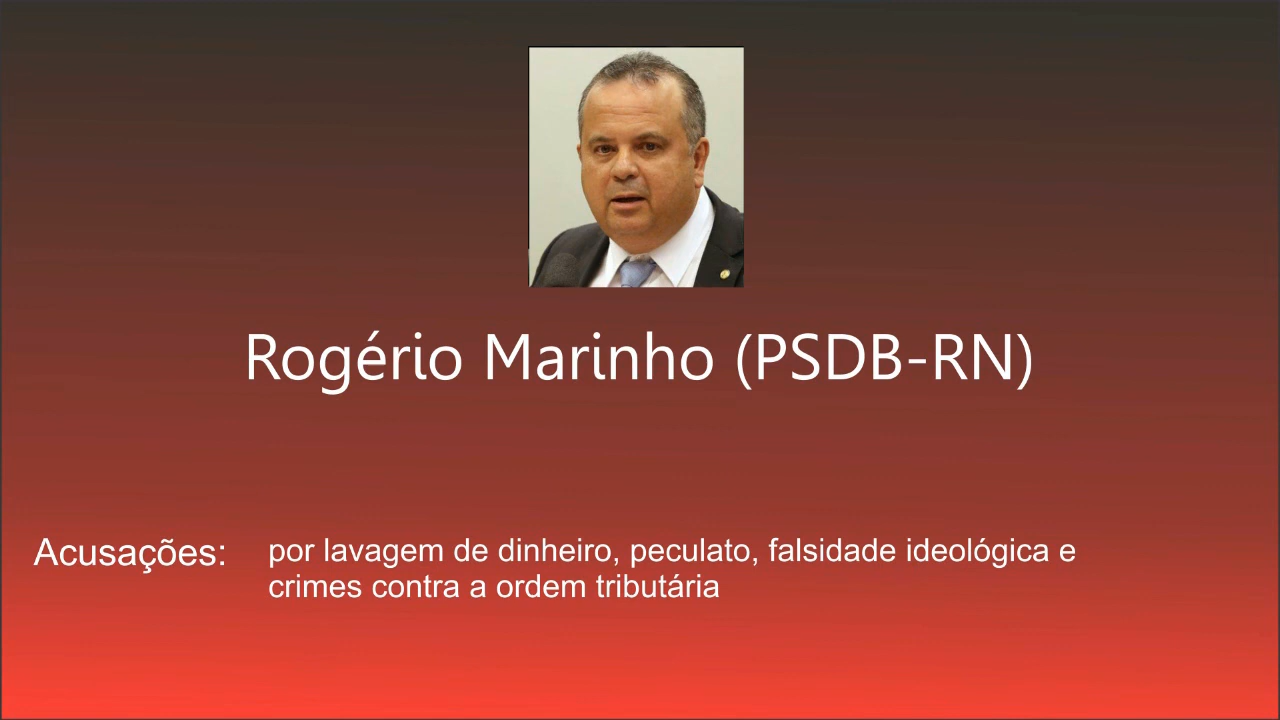 Rogério Marinho (PSDB-RN)
Acusações: por lavagem de dinheiro, peculato, falsidade ideológica e
crimes contra a ordem tributária